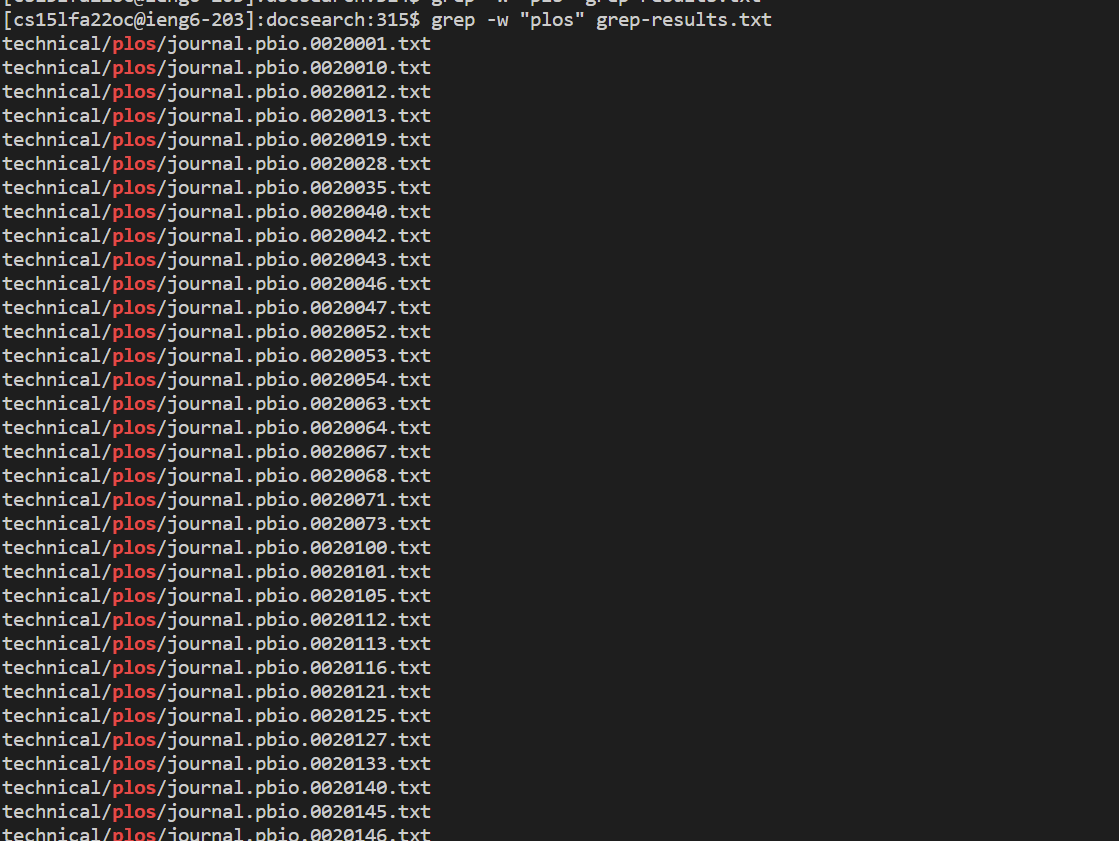 [cs15lfa22oc@ieng6-203]:docsearch:315$ grep -w "plos" grep-results.txt
technical/plos/journal.pbio.0020001.txt
technical/plos/journal.pbio.0020010.txt
technical/plos/journal.pbio.0020012.txt
technical/plos/journal.pbio.0020013.txt
technical/plos/journal.pbio.0020019.txt
technical/plos/journal.pbio.0020028.txt
technical/plos/journal.pbio.0020035.txt
technical/plos/journal.pbio.0020040.txt
technical/plos/journal.pbio.0020042.txt
technical/plos/journal.pbio.0020043.txt
technical/plos/journal.pbio.0020046.txt
technical/plos/journal.pbio.0020047.txt
technical/plos/journal.pbio.0020052.txt
technical/plos/journal.pbio.0020053.txt
technical/plos/journal.pbio.0020054.txt
technical/plos/journal.pbio.0020063.txt
technical/plos/journal.pbio.0020064.txt
technical/plos/journal.pbio.0020067.txt
technical/plos/journal.pbio.0020068.txt
technical/plos/journal.pbio.0020071.txt
technical/plos/journal.pbio.0020073.txt
technical/plos/journal.pbio.0020100.txt
technical/plos/journal.pbio.0020101.txt
technical/plos/journal.pbio.0020105.txt
technical/plos/journal.pbio.0020112.txt
technical/plos/journal.pbio.0020113.txt
technical/plos/journal.pbio.0020116.txt
technical/plos/journal.pbio.0020121.txt
technical/plos/journal.pbio.0020125.txt
technical/plos/journal.pbio.0020127.txt
technical/plos/journal.pbio.0020133.txt
technical/plos/journal.pbio.0020140.txt
technical/plos/journal.pbio.0020145.txt
technical/plos/journal.pbio.0020146.txt